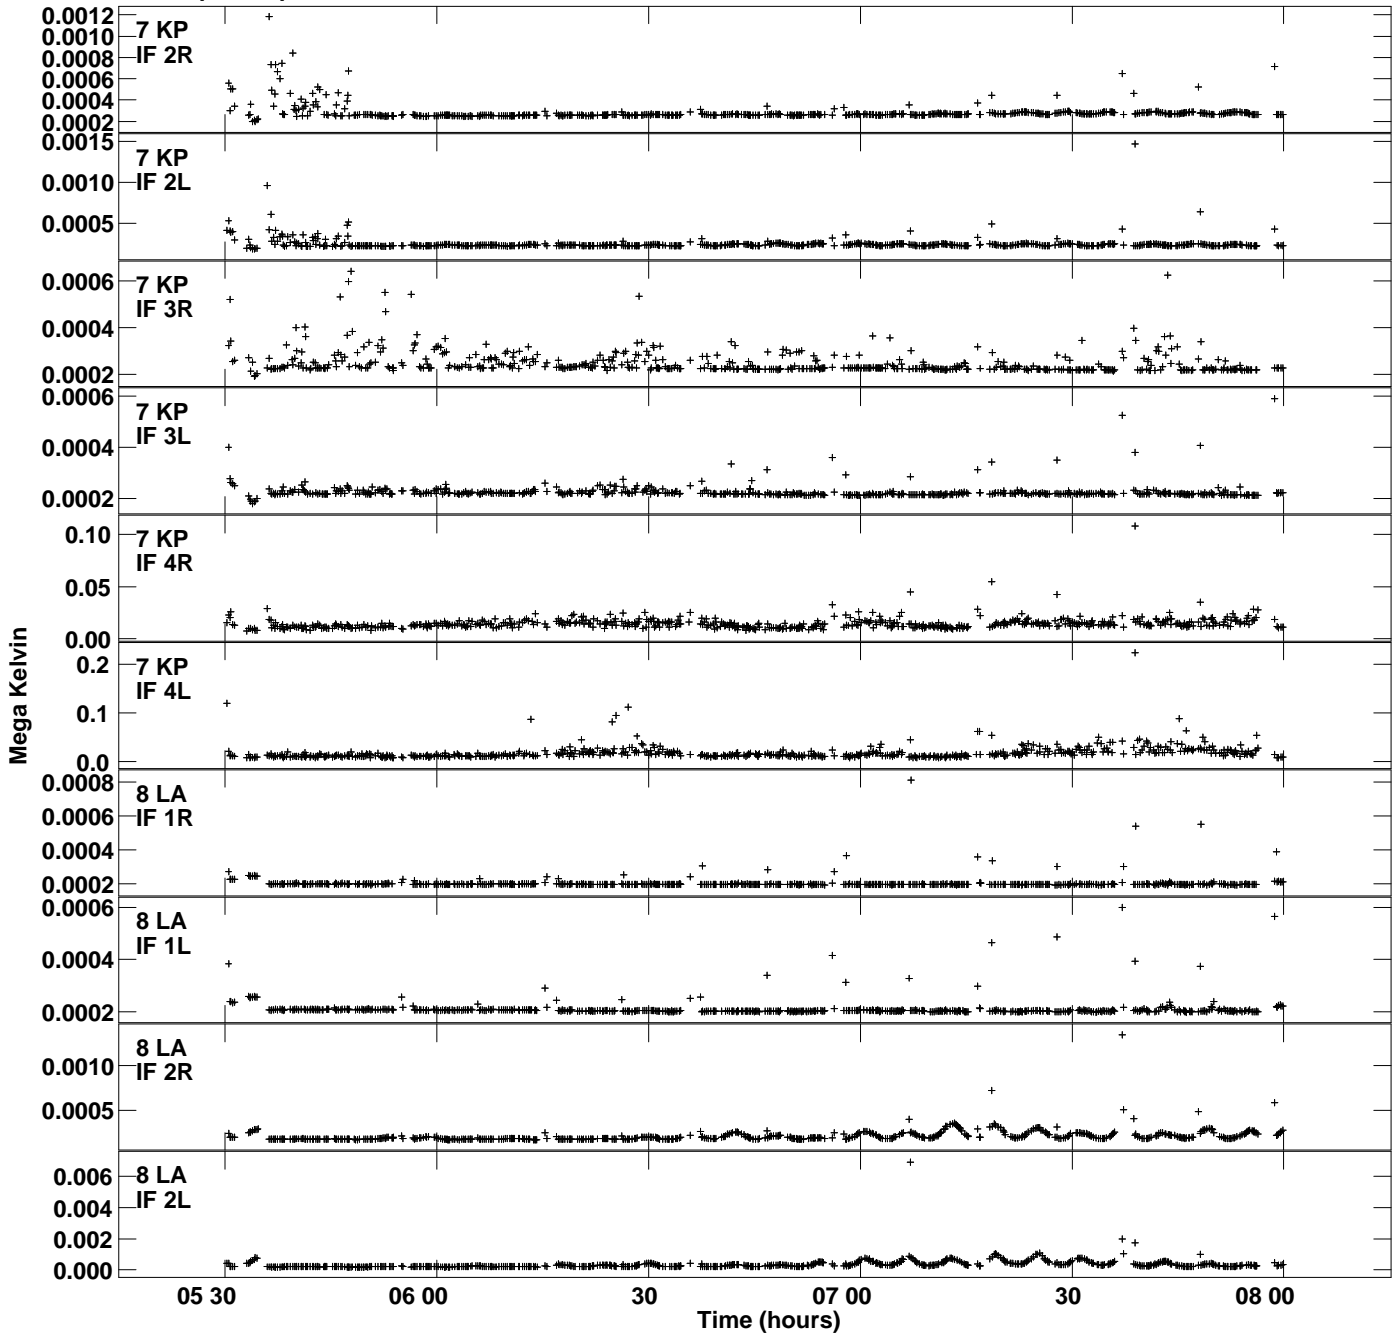 0.0012
0.0010
0.0008
0.0006
0.0004
0.0002
7 KP
IF 2R
0.0015
0.0010
0.0005
7 KP
IF 2L
0.0006
0.0004
0.0002
7 KP
IF 3R
0.0006
0.0004
0.0002
7 KP
IF 3L
0.10
0.05
0.00
7 KP
IF 4R
0.2
0.1
0.0
7 KP
IF 4L
Mega Kelvin
0.0008
0.0006
0.0004
0.0002
8 LA
IF 1R
0.0006
0.0004
0.0002
8 LA
IF 1L
0.0010
0.0005
8 LA
IF 2R
0.006
0.004
0.002
0.000
8 LA
IF 2L
05 30 06 00 30 07 00 30 08 00
Time (hours)